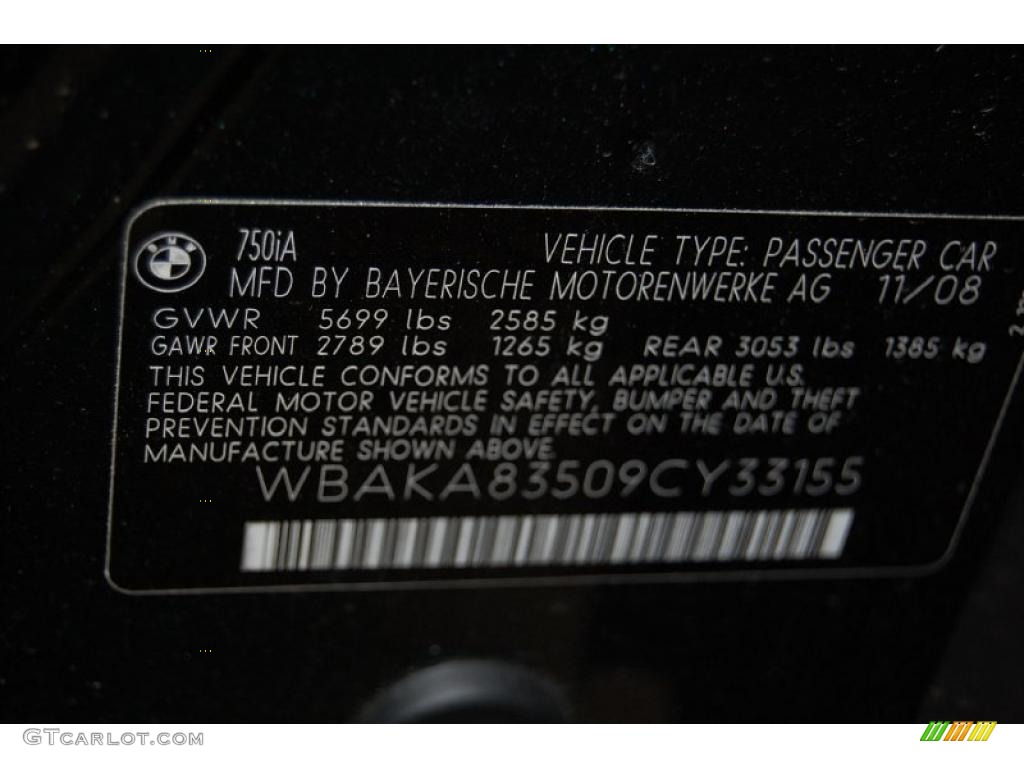 750iA VEHICLE TYPE: PASSENGER CAR
MFD BY BAYERISCHE MOTORENWERKE AG 11/08
GVWR 5699 lbs 2585 kg
GAWR FRONT 2789 lbs 1265 kg REAR 3053 lbs 1385 kg
THIS VEHICLE CONFORMS TO ALL APPLICABLE U.S.
FEDERAL MOTOR VEHICLE SAFETY, BUMPER AND THEFT
PREVENTION STANDARDS IN EFFECT ON THE DATE OF
MANUFACTURE SHOWN ABOVE.
WBAKA83509CY33155
GTCARLOT.COM